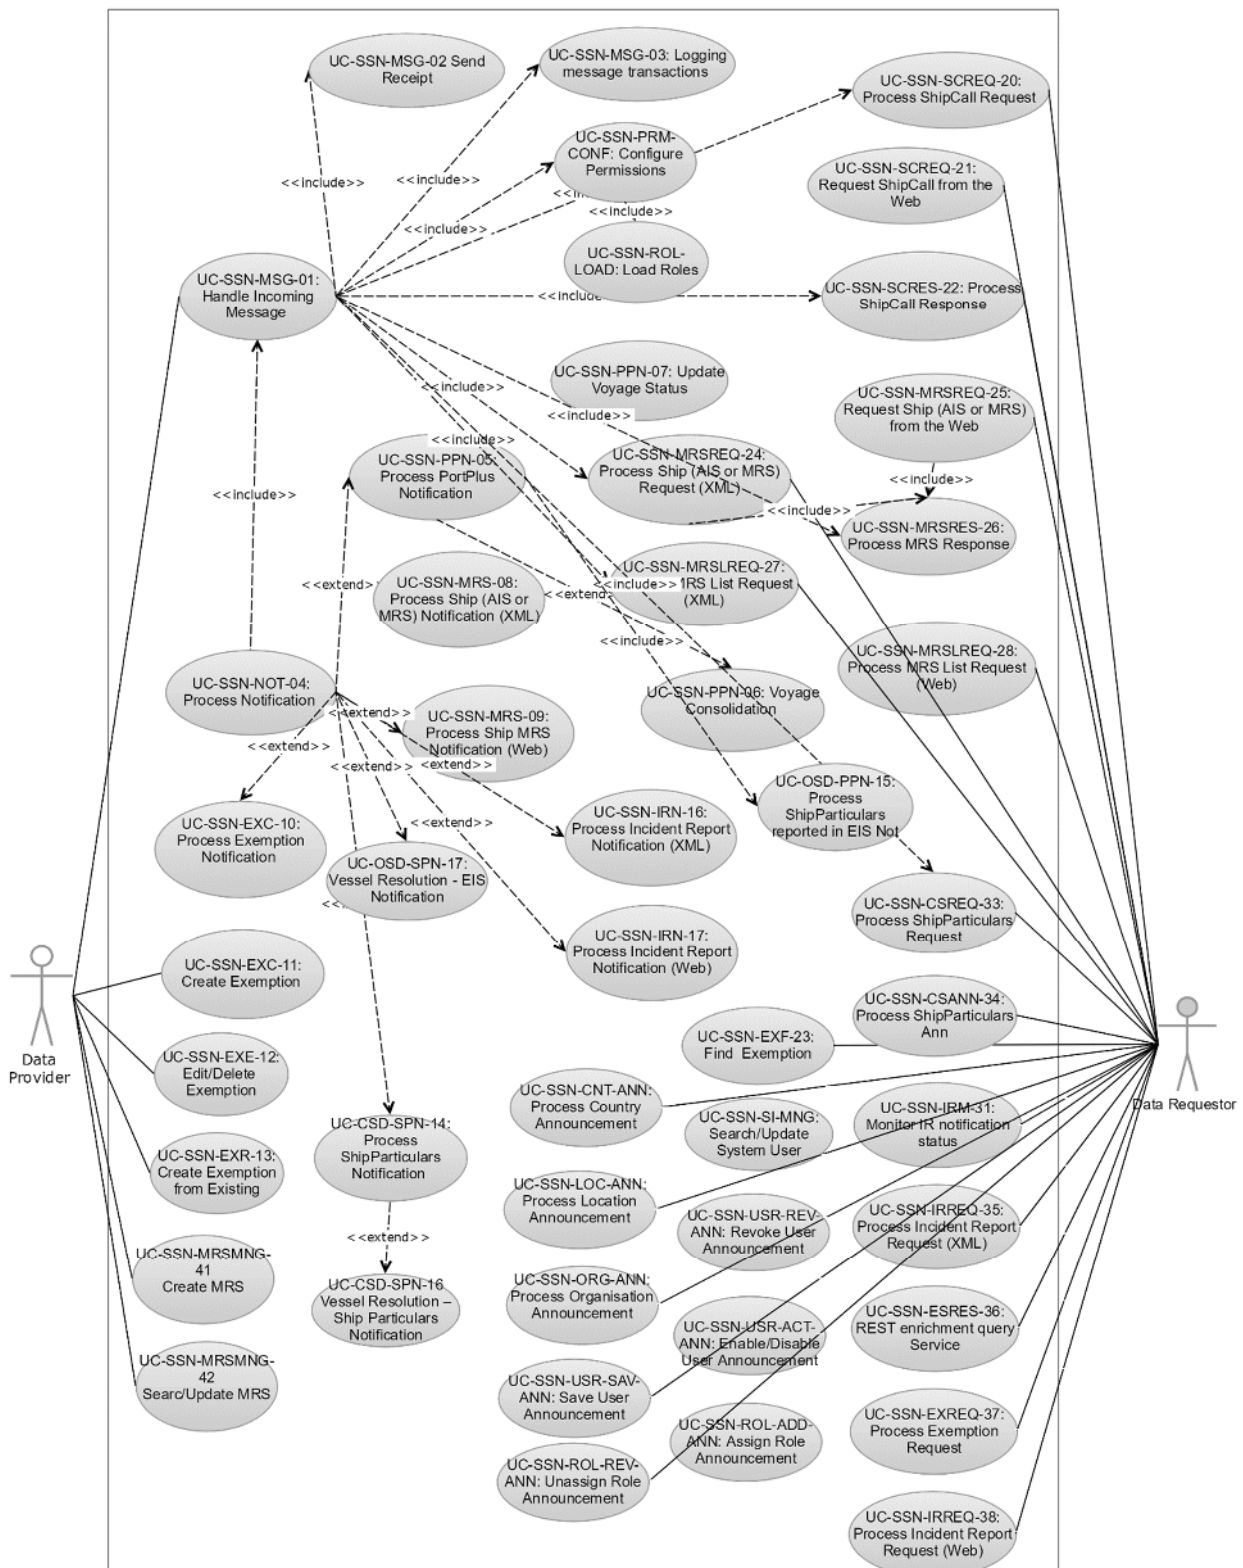 UC-SSN-MSG-02 Send
Receipt
UC-SSN-MSG-03: Logging
message transactions
UC-SSN-SCREQ-20:
Process ShipCall Request
UC-SSN-PRM-
CONF: Configure
Permissions
<<include>>
<<include>>
<<include>>
<<include>>
UC-SSN-SCREQ-21:
Request ShipCall from the
Web
UC-SSN-ROL-
LOAD: Load Roles
UC-SSN-MSG-01:
Handle Incoming
Message
UC-SSN-SCRES-22: Process
ShipCall Response
UC-SSN-PPN-07: Update
Voyage Status
<<include>>
<<include>>
<<include>>
UC-SSN-MRSREQ-25:
Request Ship (AIS or MRS)
from the Web
<<include>>
UC-SSN-PPN-05:
Process PortPlus
Notification
UC-SSN-MRSREQ-24:
Process Ship (AIS or MRS)
Request (XML)
<<include>>
<<include>>
<<include>>
UC-SSN-MRSRES-26:
Process MRS Response
UC-SSN-MRS-08:
Process Ship (AIS or
MRS) Notification (XML)
<<extend>
<<extend
UC-SSN-MRSLREQ-27:
MRS List Request
(XML)
<<include>>
<<include>>
UC-SSN-MRSLREQ-28:
Process MRS List Request
(Web)
UC-SSN-NOT-04:
Process Notification
UC-SSN-PPN-06: Voyage
Consolidation
UC-SSN-MRS-09:
Process Ship MRS
Notification (Web)
<<extend>>
<<extend>>
<<extend>>
<<extend>>
<<extend>>
UC-OSD-PPN-15:
Process
ShipParticulars
reported in EIS Not
UC-SSN-EXC-10:
Process Exemption
Notification
UC-SSN-IRN-16:
Process Incident Report
Notification (XML)
UC-OSD-SPN-17:
Vessel Resolution - EIS
Notification
UC-SSN-CSREQ-33:
Process ShipParticulars
Request
UC-SSN-IRN-17:
Process Incident Report
Notification (Web)
UC-SSN-EXC-11:
Create Exemption
UC-SSN-CSANN-34:
Process ShipParticulars
Ann
UC-SSN-EXF-23:
Find Exemption
Data
Provider
UC-SSN-EXE-12:
Edit/Delete
Exemption
UC-SSN-CNT-ANN:
Process Country
Announcement
UC-SSN-SI-MNG:
Search/Update
System User
UC-SSN-IRM-31:
Monitor IR notification
status
Data Requestor
UC-CSD-SPN-14:
Process
ShipParticulars
Notification
UC-SSN-EXR-13:
Create Exemption
from Existing
UC-SSN-LOC-ANN:
Process Location
Announcement
UC-SSN-USR-REV-
ANN: Revoke User
Announcement
UC-SSN-IRREQ-35:
Process Incident Report
Request (XML)
<<extend>>
UC-SSN-MRSMNG-
41
Create MRS
UC-CSD-SPN-16
Vessel Resolution –
Ship Particulars
Notification
UC-SSN-ORG-ANN:
Process Organisation
Announcement
UC-SSN-USR-ACT-
ANN: Enable/Disable
User Announcement
UC-SSN-ESRES-36:
REST enrichment query
Service
UC-SSN-MRSMNG-
42
Searc/Update MRS
UC-SSN-USR-SAV-
ANN: Save User
Announcement
UC-SSN-ROL-ADD-
ANN: Assign Role
Announcement
UC-SSN-EXREQ-37:
Process Exemption
Request
UC-SSN-ROL-REV-
ANN: Unassign Role
Announcement
UC-SSN-IRREQ-38:
Process Incident Report
Request (Web)